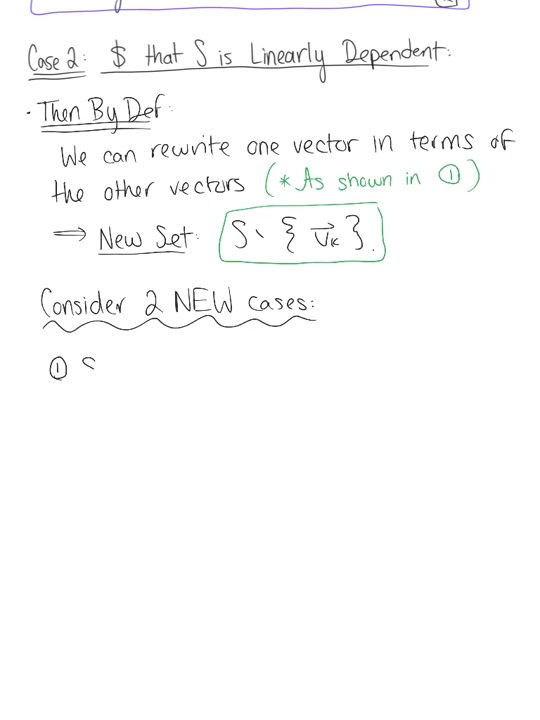 Case 2: $ that S is Linearly Dependent:
· Then By Def:
We can rewrite one vector in terms of
the other vectors (* As shown in ①)
⟹ New Set: S \ { v⃗ₖ }.
Consider 2 NEW cases:
① S